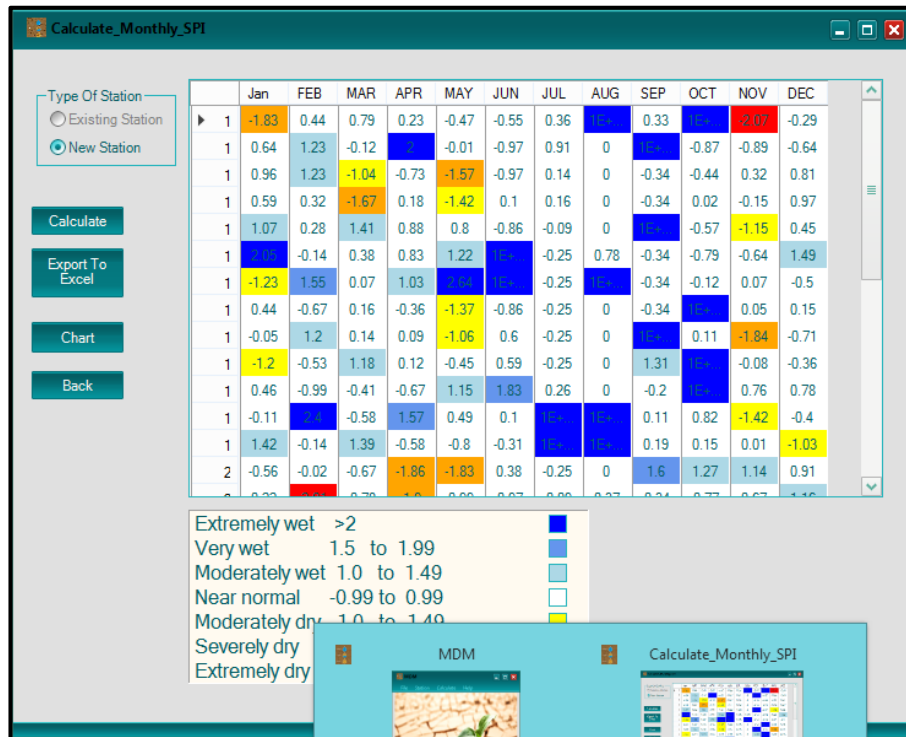 Calculate_Monthly_SPI
Type Of Station
Existing Station
New Station
Calculate
Export To
Excel
Chart
Back
Jan FEB MAR APR MAY JUN JUL AUG SEP OCT NOV DEC
1 -1.83 0.44 0.79 0.23 -0.47 -0.55 0.36 1E+... 0.33 1E+... -2.07 -0.29
1 0.64 1.23 -0.12 2 -0.01 -0.97 0.91 0 1E+... -0.87 -0.89 -0.64
1 0.96 1.23 -1.04 -0.73 -1.57 -0.97 0.14 0 -0.34 -0.44 0.32 0.81
1 0.59 0.32 -1.67 0.18 -1.42 0.1 0.16 0 -0.34 0.02 -0.15 0.97
1 1.07 0.28 1.41 0.88 0.8 -0.86 -0.09 0 1E+... -0.57 -1.15 0.45
1 2.05 -0.14 0.38 0.83 1.22 1E+... -0.25 0.78 -0.34 -0.79 -0.64 1.49
1 -1.23 1.55 0.07 1.03 2.64 1E+... -0.25 1E+... -0.34 -0.12 0.07 -0.5
1 0.44 -0.67 0.16 -0.36 -1.37 -0.86 -0.25 0 -0.34 1E+... 0.05 0.15
1 -0.05 1.2 0.14 0.09 -1.06 0.6 -0.25 0 1E+... 0.11 -1.84 -0.71
1 -1.2 -0.53 1.18 0.12 -0.45 0.59 -0.25 0 1.31 1E+... -0.08 -0.36
1 0.46 -0.99 -0.41 -0.67 1.15 1.83 0.26 0 -0.2 1E+... 0.76 0.78
1 -0.11 2.4 -0.58 1.57 0.49 0.1 1E+... 1E+... 0.11 0.82 -1.42 -0.4
1 1.42 -0.14 1.39 -0.58 -0.8 -0.31 1E+... 1E+... 0.19 0.15 0.01 -1.03
2 -0.56 -0.02 -0.67 -1.86 -1.83 0.38 -0.25 0 1.6 1.27 1.14 0.91
Extremely wet >2
Very wet 1.5 to 1.99
Moderately wet 1.0 to 1.49
Near normal -0.99 to 0.99
Moderately dry -1.0 to 1.49
Severely dry
Extremely dry
MDM
Calculate_Monthly_SPI